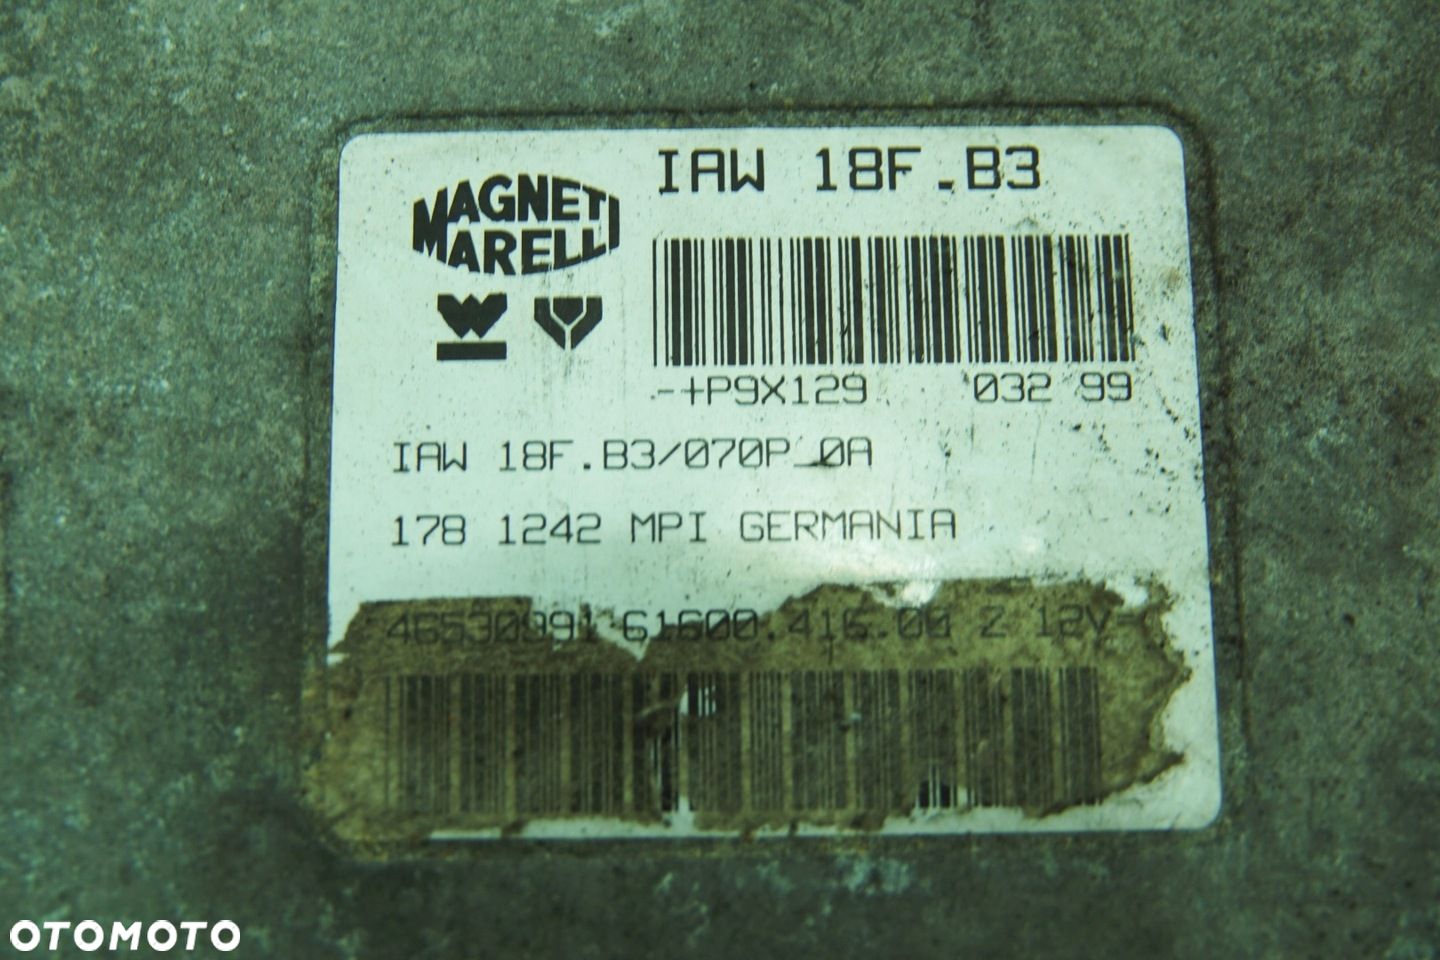 IAW 18F.B3
MAGNETI
MARELLI
-+P9X129 032 99
IAW 18F.B3/070P_0A
178 1242 MPI GERMANIA
46530991 61600.416.00 Z 12V-
OTOMOTO